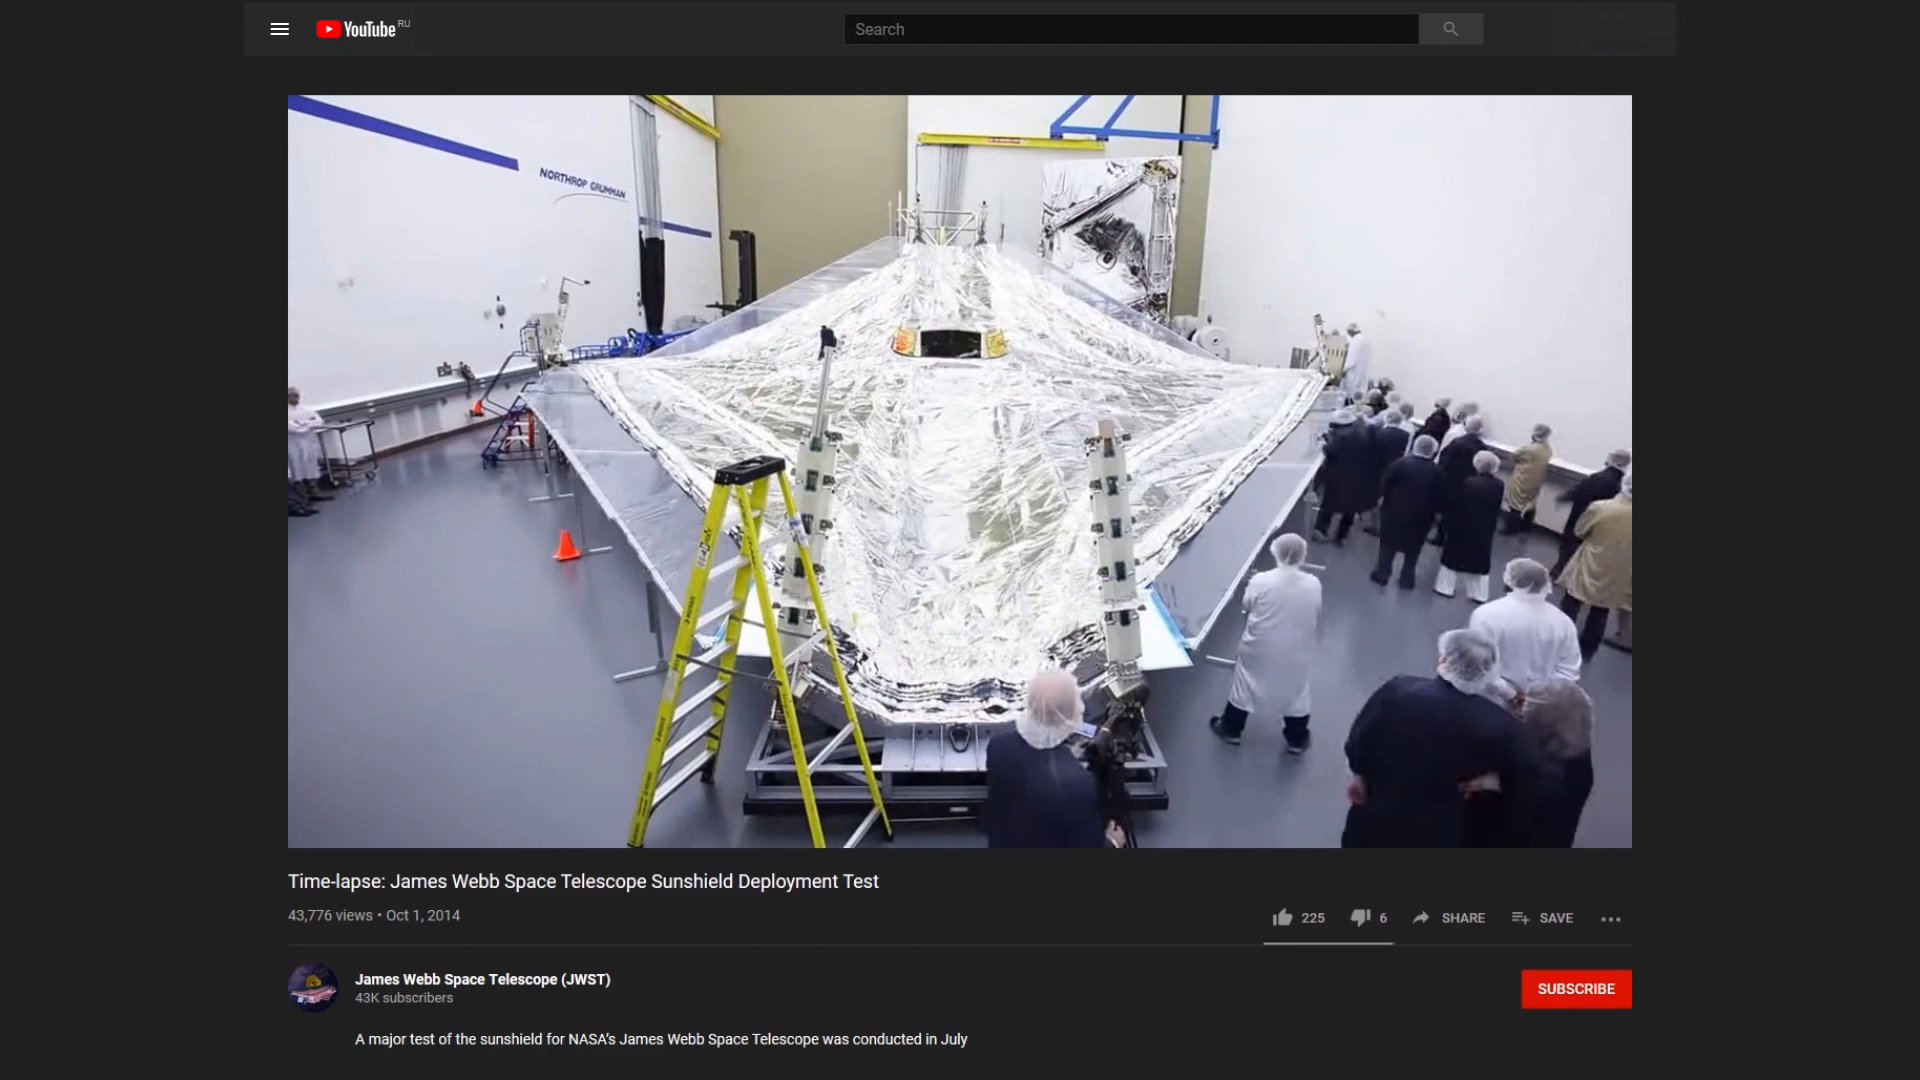 YouTube RU
Search
NORTHROP GRUMMAN
Time-lapse: James Webb Space Telescope Sunshield Deployment Test
43,776 views • Oct 1, 2014
225 6 SHARE SAVE
James Webb Space Telescope (JWST)
43K subscribers
SUBSCRIBE
A major test of the sunshield for NASA's James Webb Space Telescope was conducted in July